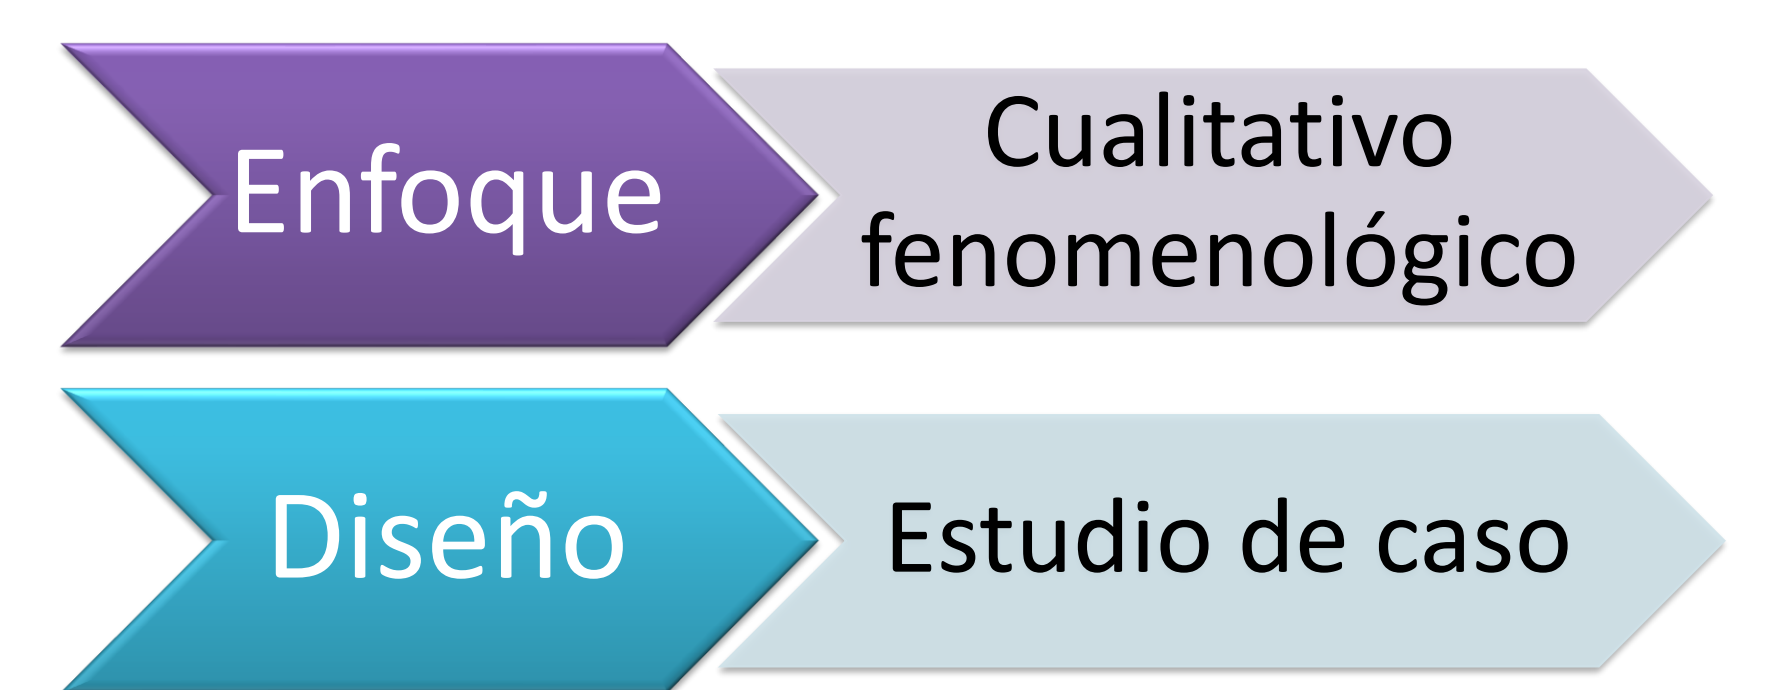 Enfoque
Cualitativo
fenomenológico
Diseño
Estudio de caso